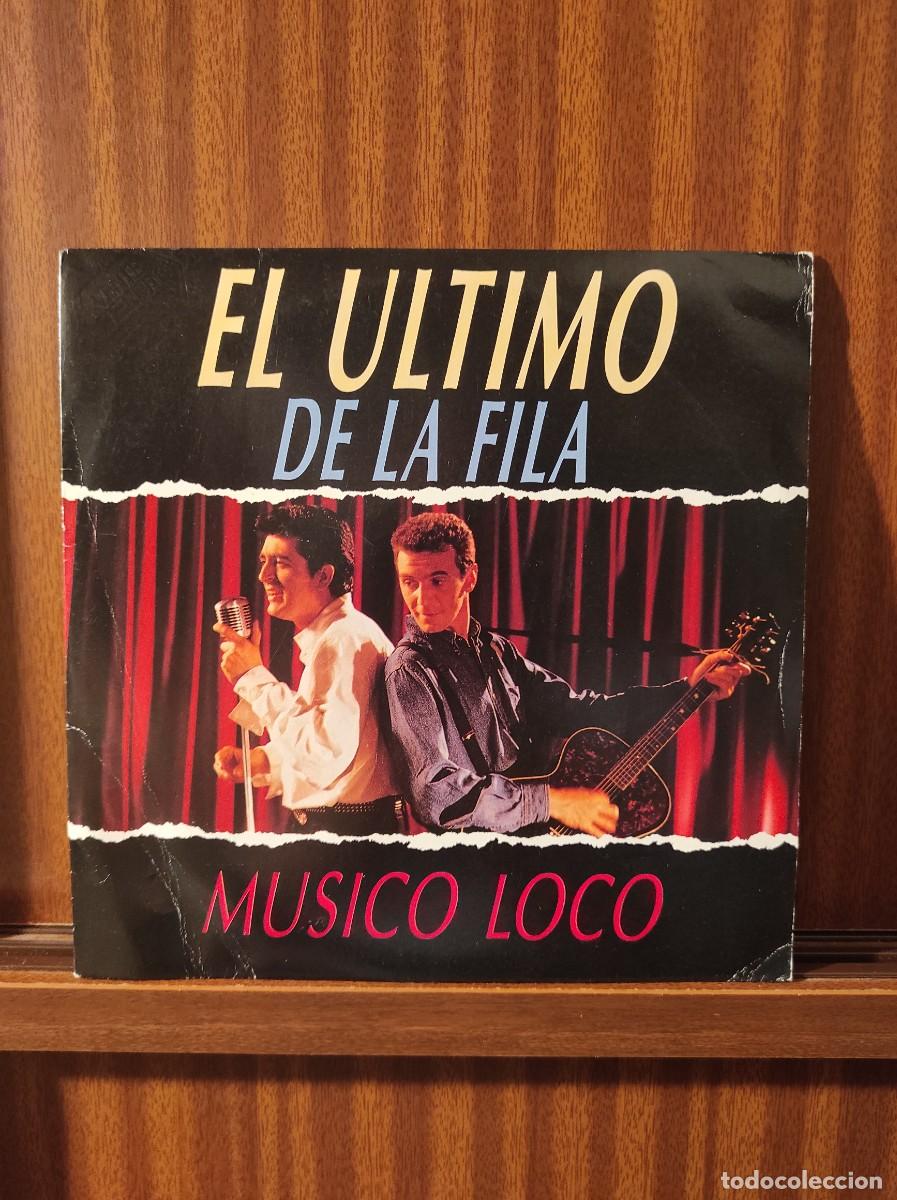 EL ULTIMO
DE LA FILA
MUSICO LOCO
todocoleccion